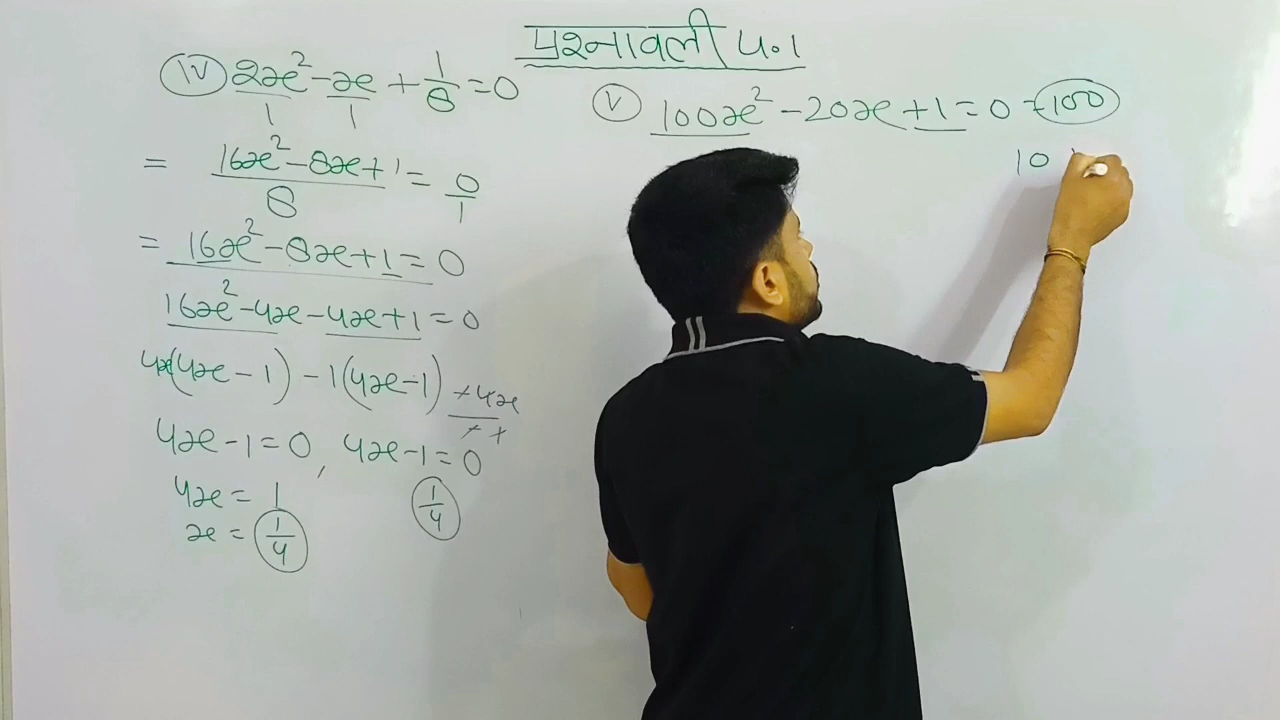 प्रश्नावली 4.1
(iv) 2x² - x + 1/8 = 0
1 1
= 16x² - 8x + 1 / 8 = 0/1
= 16x² - 8x + 1 = 0
16x² - 4x - 4x + 1 = 0
4x(4x - 1) - 1(4x - 1)
+4x
4x - 1 = 0, 4x - 1 = 0
4x = 1
x = 1/4
1/4
(v) 100x² - 20x + 1 = 0
100
10